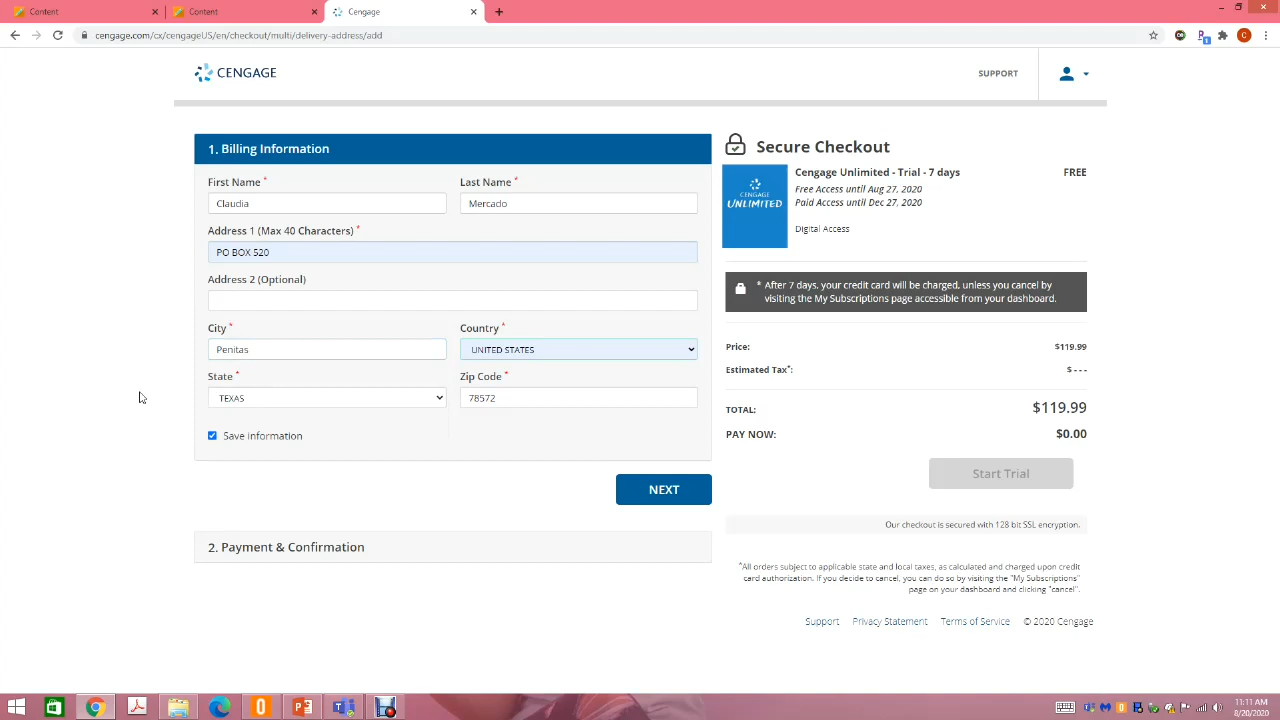 Content
Content
Cengage
cengage.com/cx/cengageUS/en/checkout/multi/delivery-address/add
C
CENGAGE
SUPPORT
1. Billing Information
First Name *
Last Name *
Claudia
Mercado
Address 1 (Max 40 Characters) *
PO BOX 520
Address 2 (Optional)
City *
Country *
Penitas
UNITED STATES
State *
Zip Code *
TEXAS
78572
Save Information
NEXT
2. Payment & Confirmation
Secure Checkout
CENGAGE
UNLIMITED
Cengage Unlimited - Trial - 7 days
FREE
Free Access until Aug 27, 2020
Paid Access until Dec 27, 2020
Digital Access
* After 7 days, your credit card will be charged, unless you cancel by
visiting the My Subscriptions page accessible from your dashboard.
Price:
$119.99
Estimated Tax*:
$ - - -
TOTAL:
$119.99
PAY NOW:
$0.00
Start Trial
Our checkout is secured with 128 bit SSL encryption.
*All orders subject to applicable state and local taxes, as calculated and charged upon credit
card authorization. If you decide to cancel, you can do so by visiting the "My Subscriptions"
page on your dashboard and clicking "cancel".
Support
Privacy Statement
Terms of Service
© 2020 Cengage
11:11 AM
8/20/2020